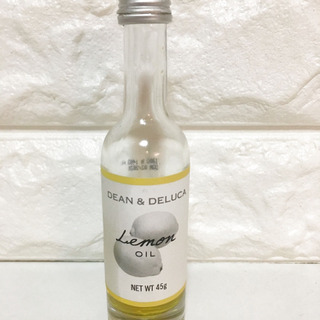 DEAN & DELUCA
Lemon
OIL
NET WT 45g